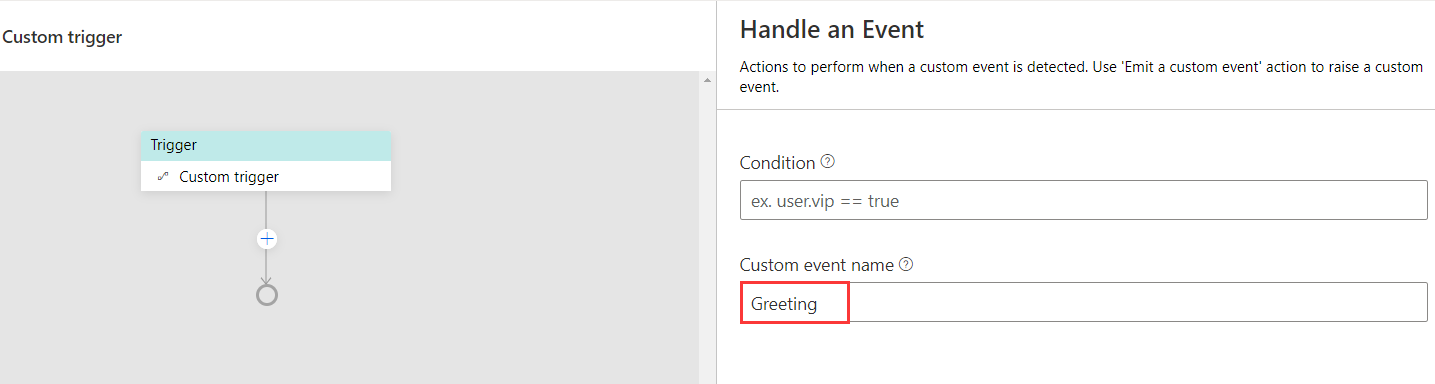 Custom trigger
Trigger
Custom trigger
Handle an Event
Actions to perform when a custom event is detected. Use 'Emit a custom event' action to raise a custom
event.
Condition
ex. user.vip == true
Custom event name
Greeting